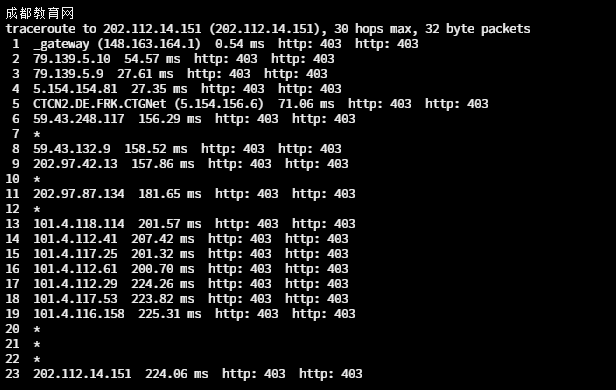 成都教育网
traceroute to 202.112.14.151 (202.112.14.151), 30 hops max, 32 byte packets
 1  _gateway (148.163.164.1)  0.54 ms  http: 403  http: 403
 2  79.139.5.10  54.57 ms  http: 403  http: 403
 3  79.139.5.9  27.61 ms  http: 403  http: 403
 4  5.154.154.81  27.35 ms  http: 403  http: 403
 5  CTCN2.DE.FRK.CTGNet (5.154.156.6)  71.06 ms  http: 403  http: 403
 6  59.43.248.117  156.29 ms  http: 403  http: 403
 7  *
 8  59.43.132.9  158.52 ms  http: 403  http: 403
 9  202.97.42.13  157.86 ms  http: 403  http: 403
10  *
11  202.97.87.134  181.65 ms  http: 403  http: 403
12  *
13  101.4.118.114  201.57 ms  http: 403  http: 403
14  101.4.112.41  207.42 ms  http: 403  http: 403
15  101.4.117.25  201.32 ms  http: 403  http: 403
16  101.4.112.61  200.70 ms  http: 403  http: 403
17  101.4.112.29  224.26 ms  http: 403  http: 403
18  101.4.117.53  223.82 ms  http: 403  http: 403
19  101.4.116.158  225.31 ms  http: 403  http: 403
20  *
21  *
22  *
23  202.112.14.151  224.06 ms  http: 403  http: 403